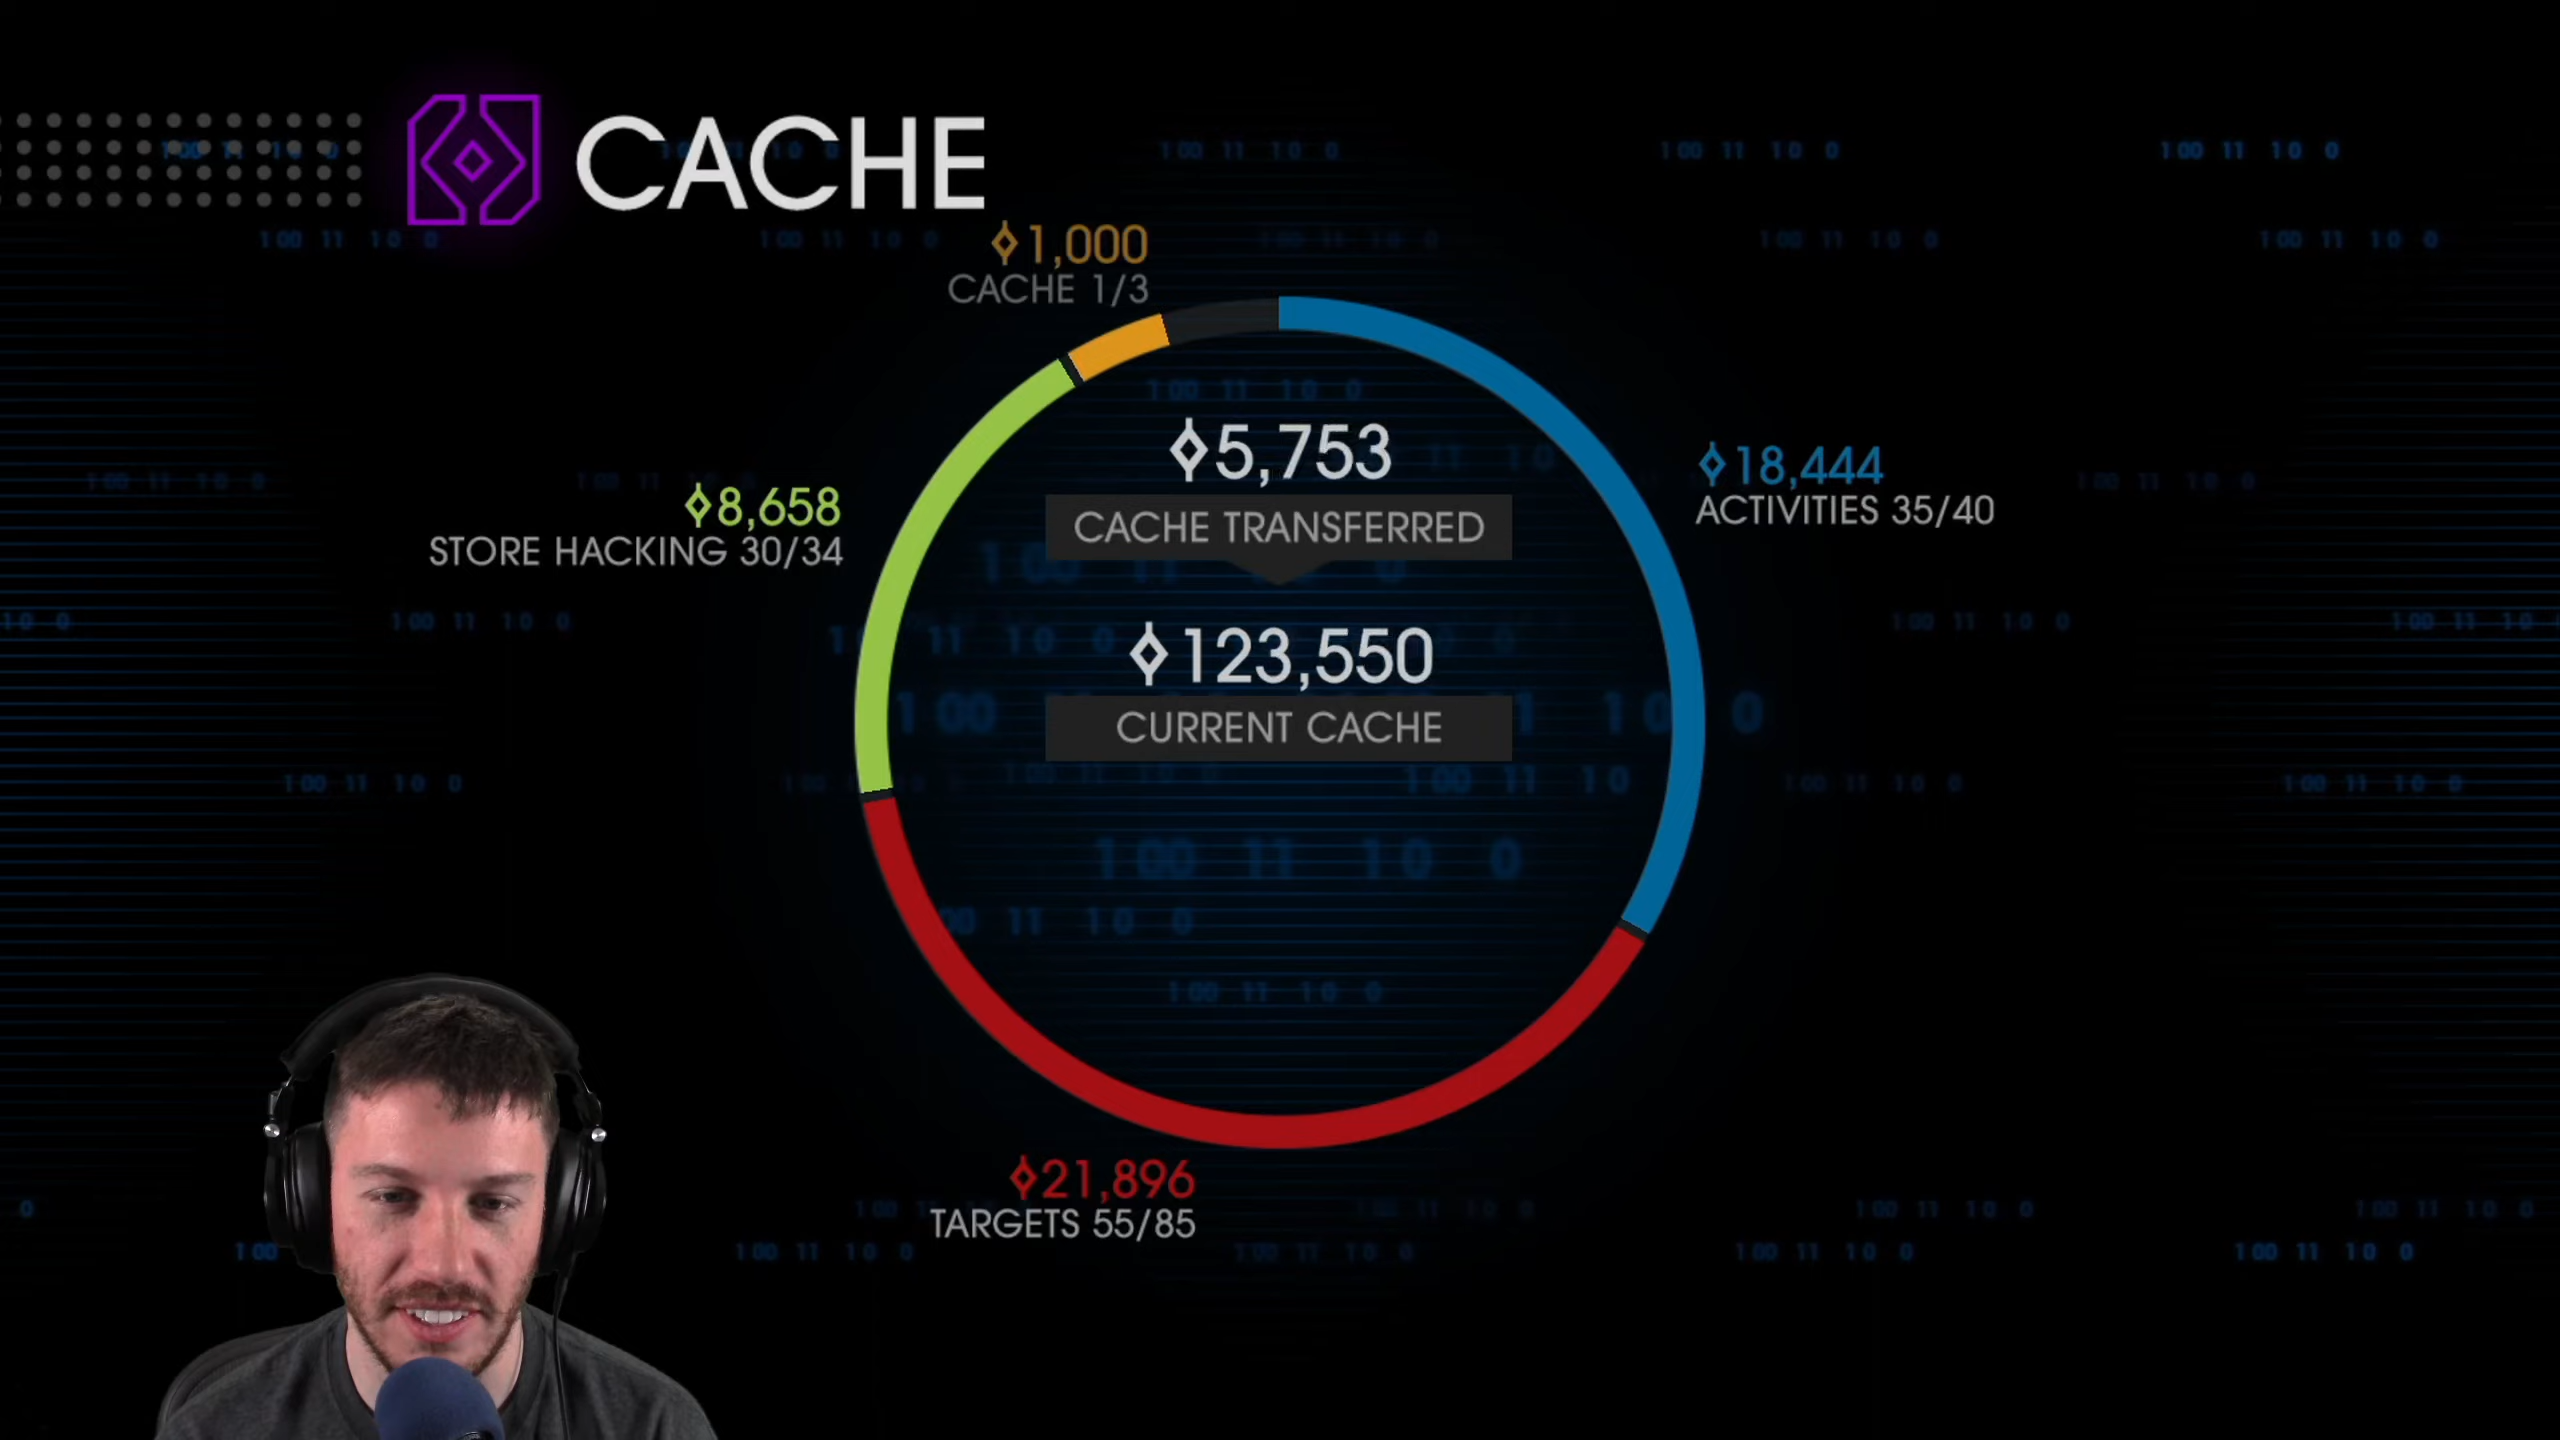 CACHE
1,000
CACHE 1/3
5,753
CACHE TRANSFERRED
18,444
ACTIVITIES 35/40
8,658
STORE HACKING 30/34
123,550
CURRENT CACHE
21,896
TARGETS 55/85